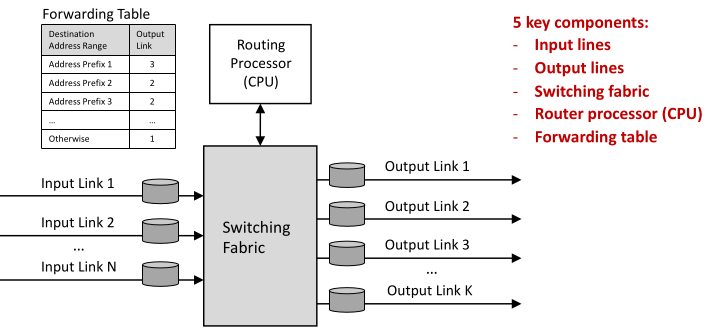 Forwarding Table
Destination Address Range
Output Link
Address Prefix 1
3
Address Prefix 2
2
Address Prefix 3
2
...
...
Otherwise
1
Routing
Processor
(CPU)
5 key components:
- Input lines
- Output lines
- Switching fabric
- Router processor (CPU)
- Forwarding table
Input Link 1
Input Link 2
...
Input Link N
Switching
Fabric
Output Link 1
Output Link 2
Output Link 3
...
Output Link K